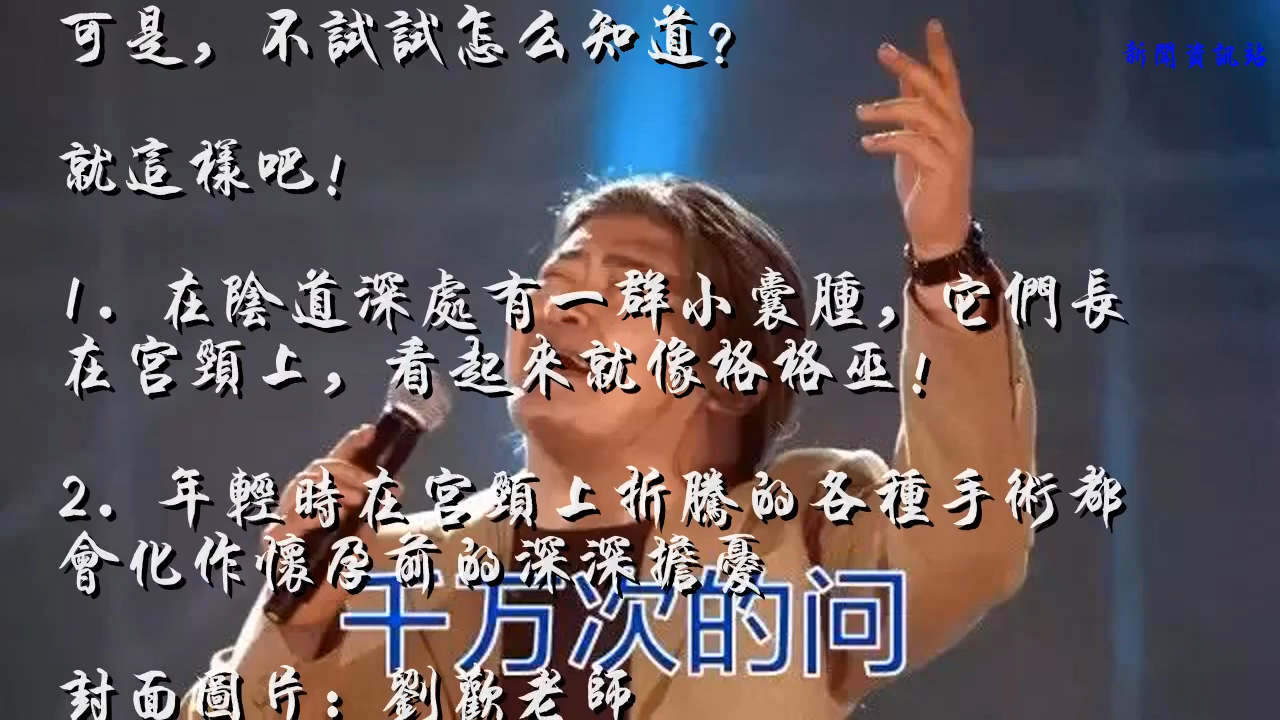 可是，不試試怎么知道？
新聞資訊站
就這樣吧！
1. 在陰道深處有一群小囊腫，它們長
在宮頸上，看起來就像格格巫！
2. 年輕時在宮頸上折騰的各種手術都
會化作懷孕前的深深擔憂
千万次的问
封面圖片：劉歡老師